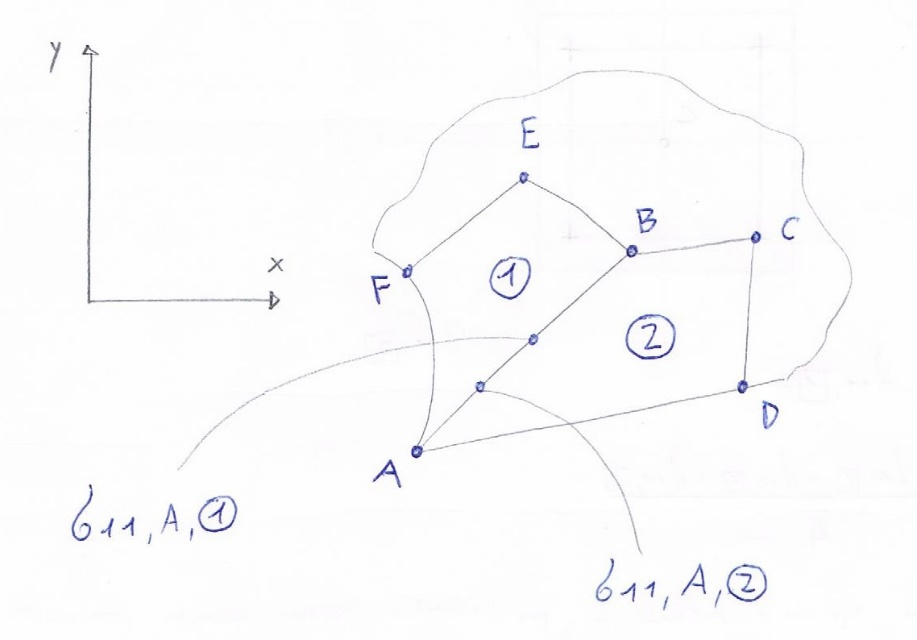 y
E
B
C
x
F
①
②
D
A
σ11, A, ①
σ11, A, ②